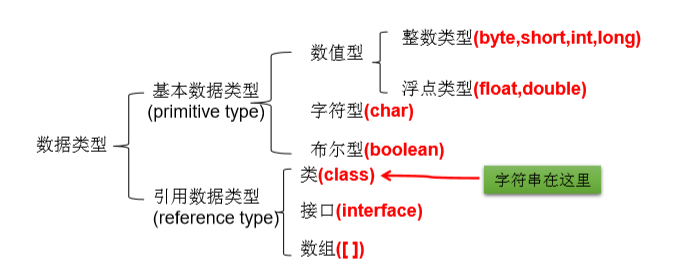 数据类型
基本数据类型
(primitive type)
数值型
整数类型(byte,short,int,long)
浮点类型(float,double)
字符型(char)
布尔型(boolean)
引用数据类型
(reference type)
类(class)
字符串在这里
接口(interface)
数组([ ])